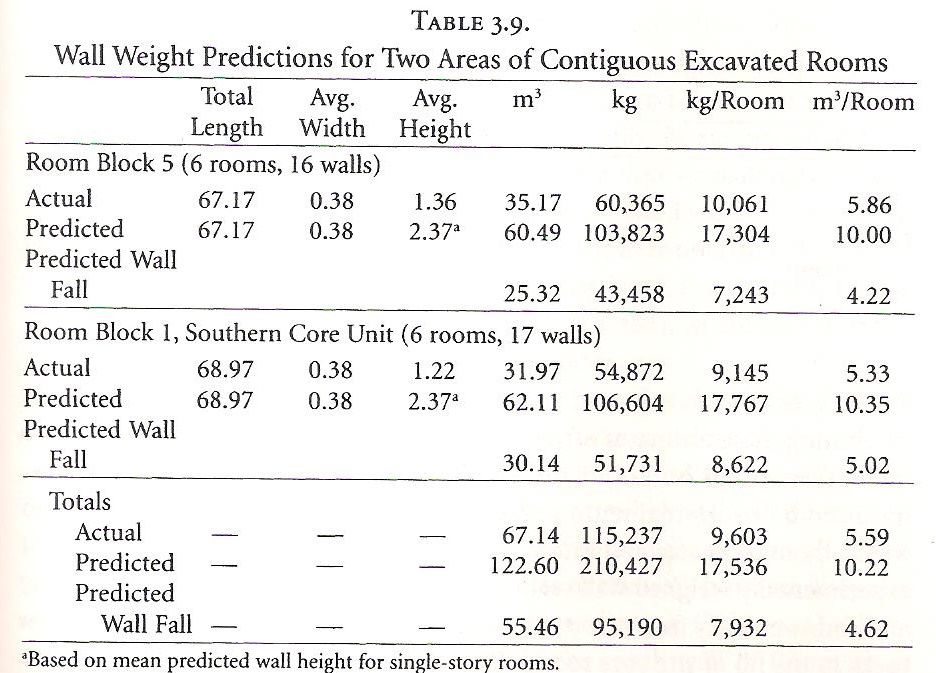 TABLE 3.9.
Wall Weight Predictions for Two Areas of Contiguous Excavated Rooms
Total Avg. Avg. m³ kg kg/Room m³/Room
Length Width Height
Room Block 5 (6 rooms, 16 walls)
Actual 67.17 0.38 1.36 35.17 60,365 10,061 5.86
Predicted 67.17 0.38 2.37ᵃ 60.49 103,823 17,304 10.00
Predicted Wall
Fall 25.32 43,458 7,243 4.22
Room Block 1, Southern Core Unit (6 rooms, 17 walls)
Actual 68.97 0.38 1.22 31.97 54,872 9,145 5.33
Predicted 68.97 0.38 2.37ᵃ 62.11 106,604 17,767 10.35
Predicted Wall
Fall 30.14 51,731 8,622 5.02
Totals
Actual — — — 67.14 115,237 9,603 5.59
Predicted — — — 122.60 210,427 17,536 10.22
Predicted
Wall Fall — — — 55.46 95,190 7,932 4.62
ᵃBased on mean predicted wall height for single-story rooms.